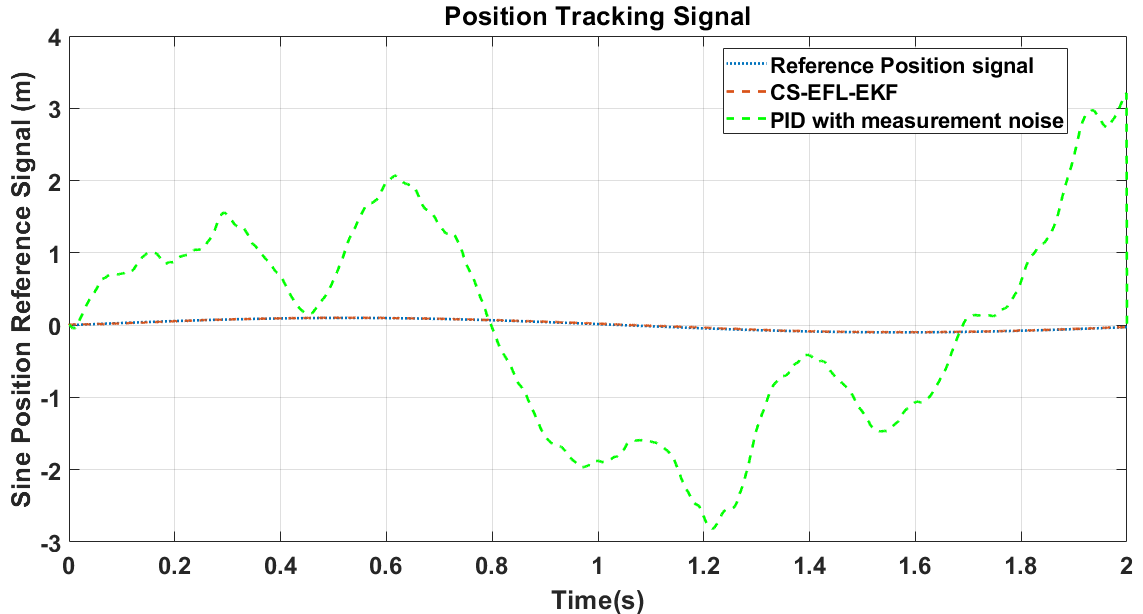 Position Tracking Signal
Sine Position Reference Signal (m)
4
3
2
1
0
-1
-2
-3
Reference Position signal
CS-EFL-EKF
PID with measurement noise
0 0.2 0.4 0.6 0.8 1 1.2 1.4 1.6 1.8 2
Time(s)